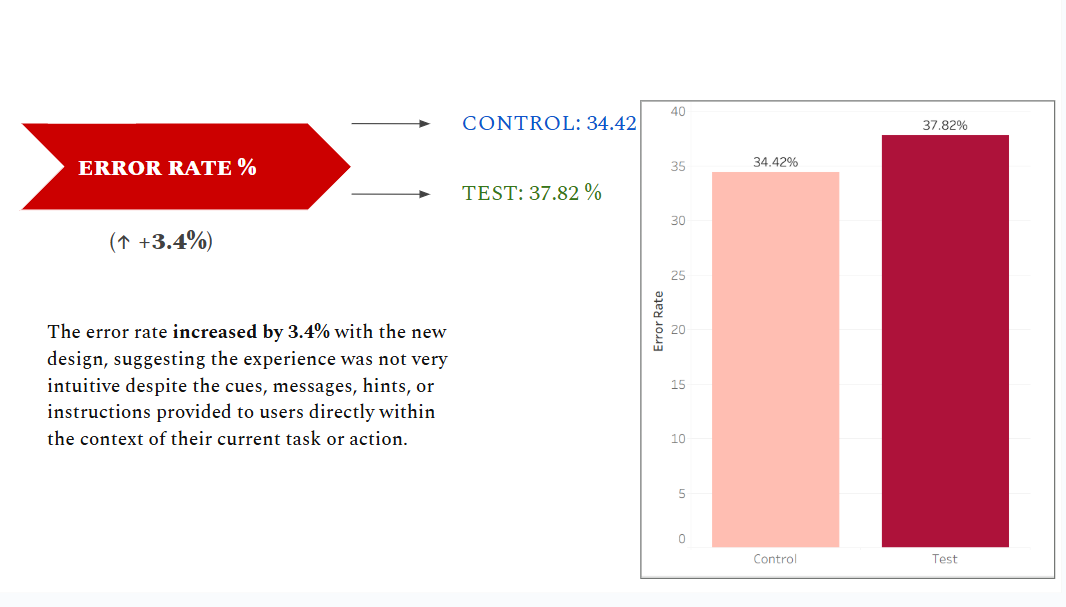 ERROR RATE %
(↑ +3.4%)
CONTROL: 34.42
TEST: 37.82 %
The error rate increased by 3.4% with the new
design, suggesting the experience was not very
intuitive despite the cues, messages, hints, or
instructions provided to users directly within
the context of their current task or action.
40
35
30
25
20
15
10
5
0
Error Rate
34.42%
37.82%
Control
Test